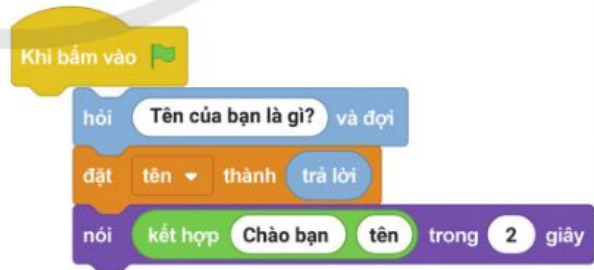 Khi bấm vào
hỏi Tên của bạn là gì? và đợi
đặt tên thành trả lời
nói kết hợp Chào bạn tên trong 2 giây